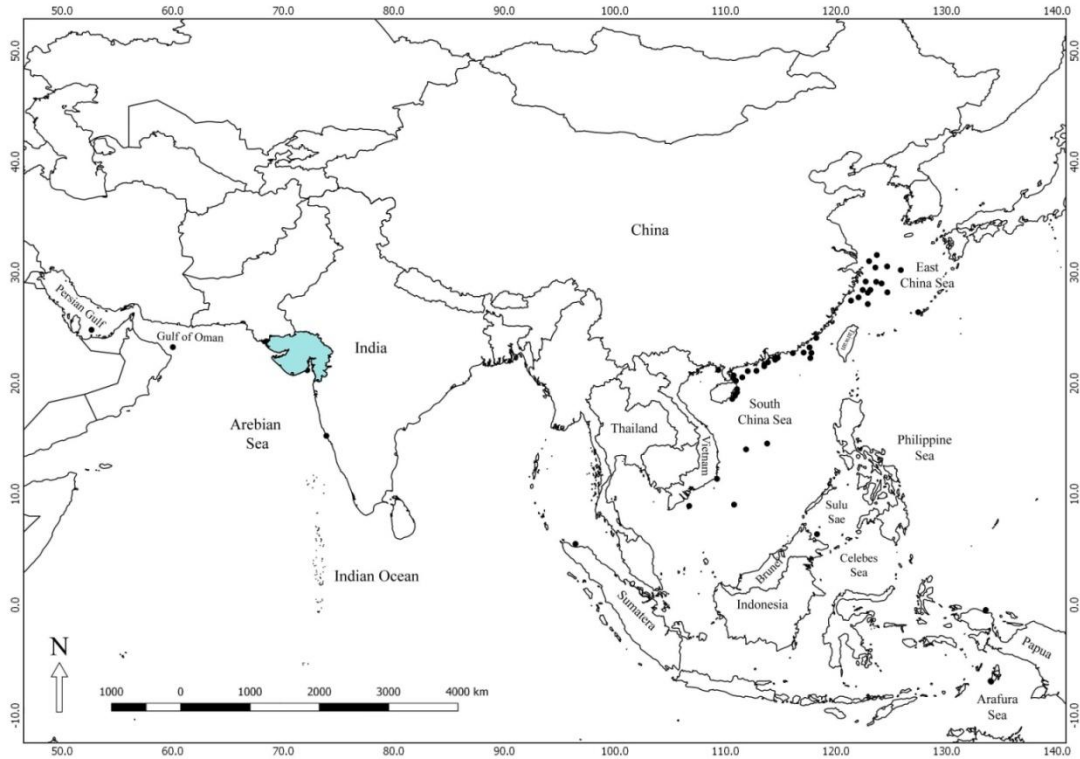 50.0 60.0 70.0 80.0 90.0 100.0 110.0 120.0 130.0 140.0
50.0 50.0
40.0 40.0
China
30.0 30.0
East
China Sea
Persian Gulf
Gulf of Oman
India
Taiwan
20.0 20.0
Arebian
Sea
South
China Sea
Thailand
Vietnam
Philippine
Sea
10.0 10.0
Sulu
Sae
Celebes
Sea
Brunei
Indian Ocean
Sumatera
Indonesia
0.0 0.0
Papua
N
Arafura
Sea
1000 0 1000 2000 3000 4000 km
-10.0 -10.0
50.0 60.0 70.0 80.0 90.0 100.0 110.0 120.0 130.0 140.0